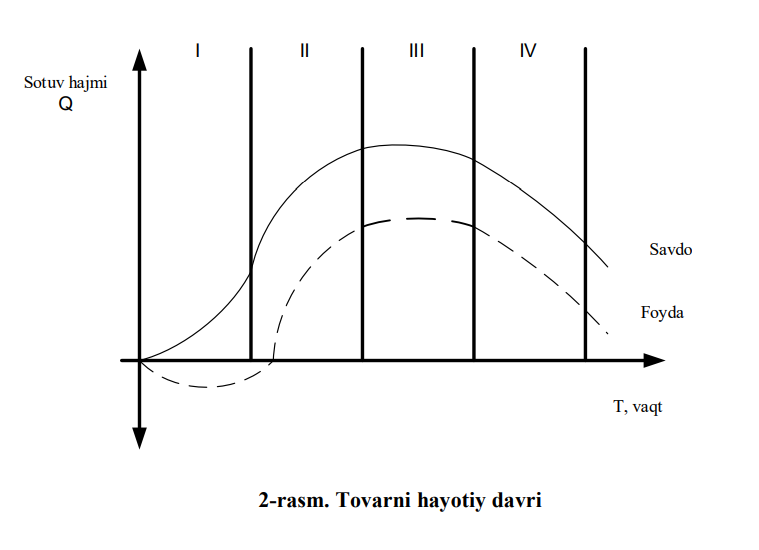 I
II
III
IV
Sotuv hajmi
Q
Savdo
Foyda
T, vaqt
2-rasm. Tovarni hayotiy davri